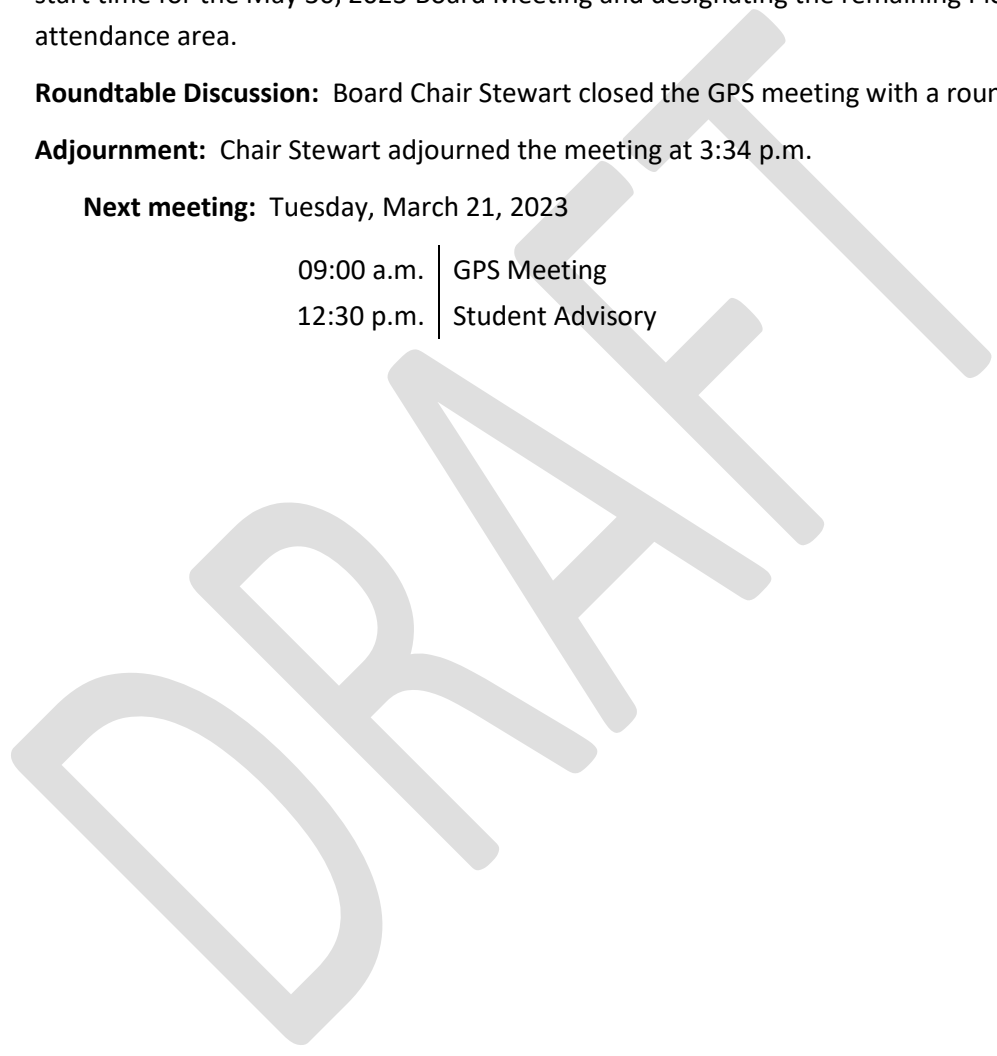 start time for the May 30, 2023 Board Meeting and designating the remaining
attendance area.
Roundtable Discussion: Board Chair Stewart closed the GPS meeting with a roun
Adjournment: Chair Stewart adjourned the meeting at 3:34 p.m.
Next meeting: Tuesday, March 21, 2023
09:00 a.m. GPS Meeting
12:30 p.m. Student Advisory
DRAFT